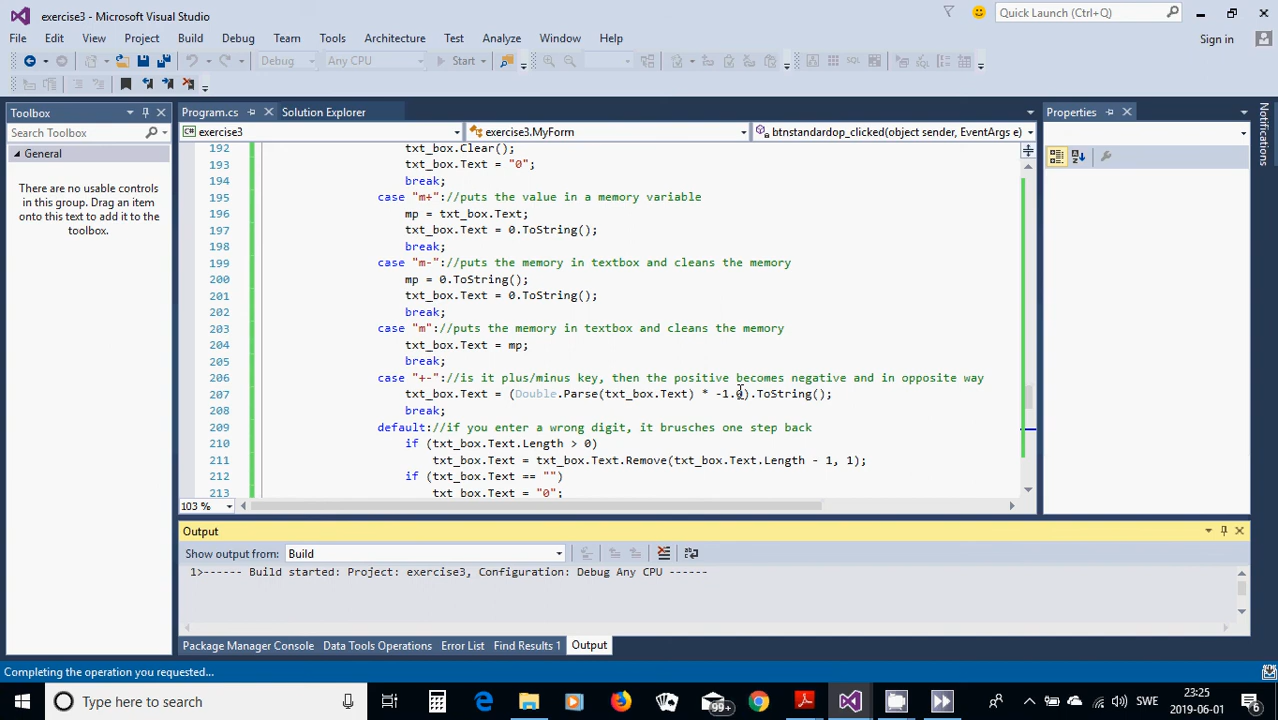 exercise3 - Microsoft Visual Studio
Quick Launch (Ctrl+Q)
File Edit View Project Build Debug Team Tools Architecture Test Analyze Window Help
Sign in
Debug Any CPU Start
Toolbox
Program.cs Solution Explorer
Properties
Search Toolbox
exercise3 exercise3.MyForm btnstandardop_clicked(object sender, EventArgs e)
Notifications
General
There are no usable controls
in this group. Drag an item
onto this text to add it to the
toolbox.
192 txt_box.Clear();
193 txt_box.Text = "0";
194 break;
195 case "m+"://puts the value in a memory variable
196 mp = txt_box.Text;
197 txt_box.Text = 0.ToString();
198 break;
199 case "m-"://puts the memory in textbox and cleans the memory
200 mp = 0.ToString();
201 txt_box.Text = 0.ToString();
202 break;
203 case "m"://puts the memory in textbox and cleans the memory
204 txt_box.Text = mp;
205 break;
206 case "+-"://is it plus/minus key, then the positive becomes negative and in opposite way
207 txt_box.Text = (Double.Parse(txt_box.Text) * -1.0).ToString();
208 break;
209 default://if you enter a wrong digit, it brusches one step back
210 if (txt_box.Text.Length > 0)
211 txt_box.Text = txt_box.Text.Remove(txt_box.Text.Length - 1, 1);
212 if (txt_box.Text == "")
213 txt_box.Text = "0";
103 %
Output
Show output from: Build
1>------ Build started: Project: exercise3, Configuration: Debug Any CPU ------
Package Manager Console Data Tools Operations Error List Find Results 1 Output
Completing the operation you requested...
Type here to search
99+
SWE
23:25
2019-06-01
6